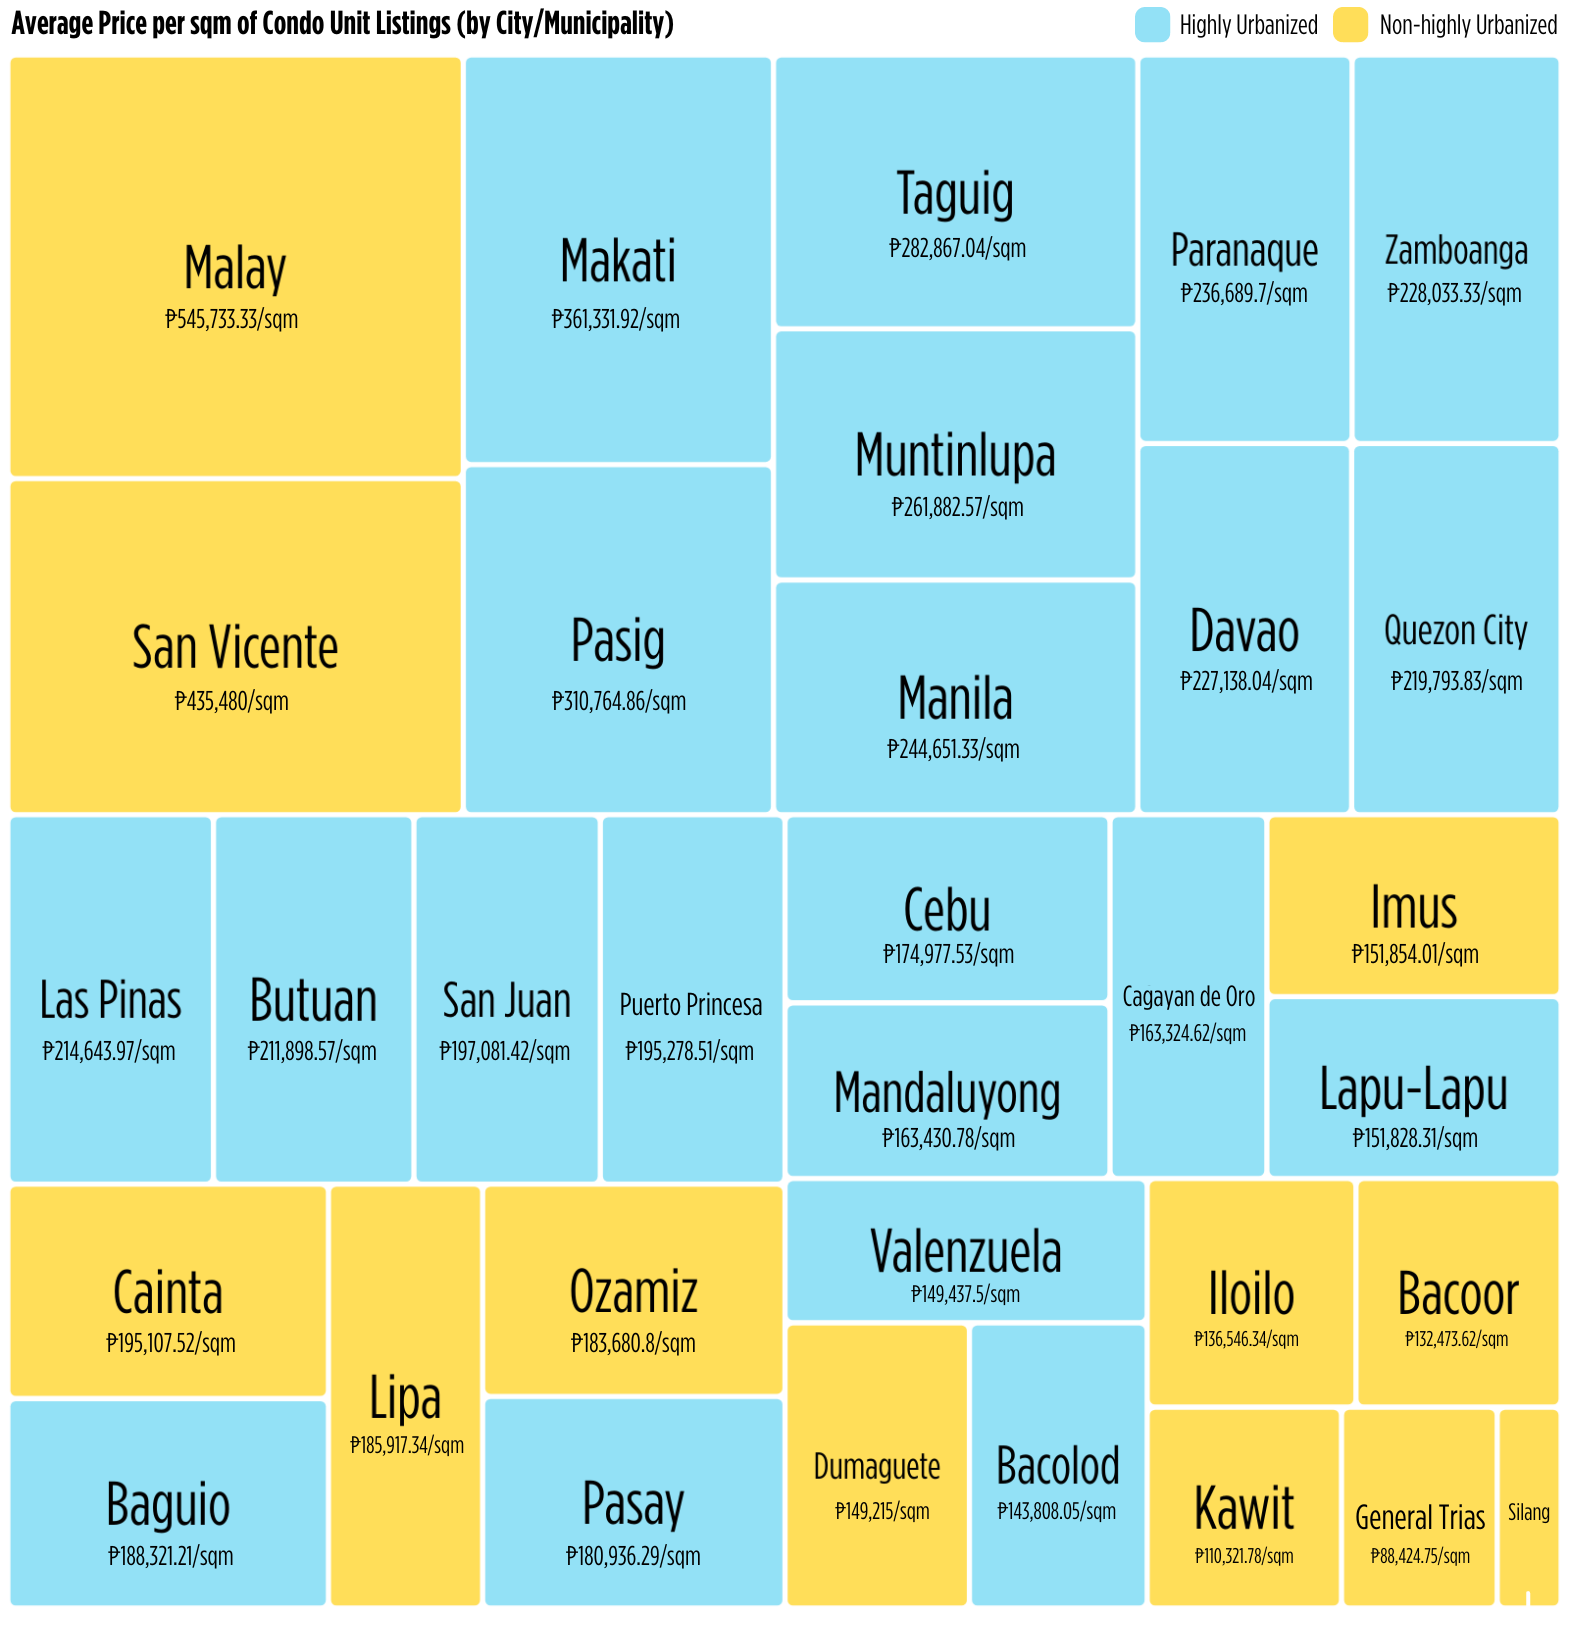 Average Price per sqm of Condo Unit Listings (by City/Municipality)
Highly Urbanized
Non-highly Urbanized
Malay
₱545,733.33/sqm
Makati
₱361,331.92/sqm
Taguig
₱282,867.04/sqm
Paranaque
₱236,689.7/sqm
Zamboanga
₱228,033.33/sqm
Muntinlupa
₱261,882.57/sqm
San Vicente
₱435,480/sqm
Pasig
₱310,764.86/sqm
Manila
₱244,651.33/sqm
Davao
₱227,138.04/sqm
Quezon City
₱219,793.83/sqm
Las Pinas
₱214,643.97/sqm
Butuan
₱211,898.57/sqm
San Juan
₱197,081.42/sqm
Puerto Princesa
₱195,278.51/sqm
Cebu
₱174,977.53/sqm
Mandaluyong
₱163,430.78/sqm
Cagayan de Oro
₱163,324.62/sqm
Imus
₱151,854.01/sqm
Lapu-Lapu
₱151,828.31/sqm
Cainta
₱195,107.52/sqm
Baguio
₱188,321.21/sqm
Lipa
₱185,917.34/sqm
Ozamiz
₱183,680.8/sqm
Pasay
₱180,936.29/sqm
Valenzuela
₱149,437.5/sqm
Dumaguete
₱149,215/sqm
Bacolod
₱143,808.05/sqm
Iloilo
₱136,546.34/sqm
Bacoor
₱132,473.62/sqm
Kawit
₱110,321.78/sqm
General Trias
₱88,424.75/sqm
Silang